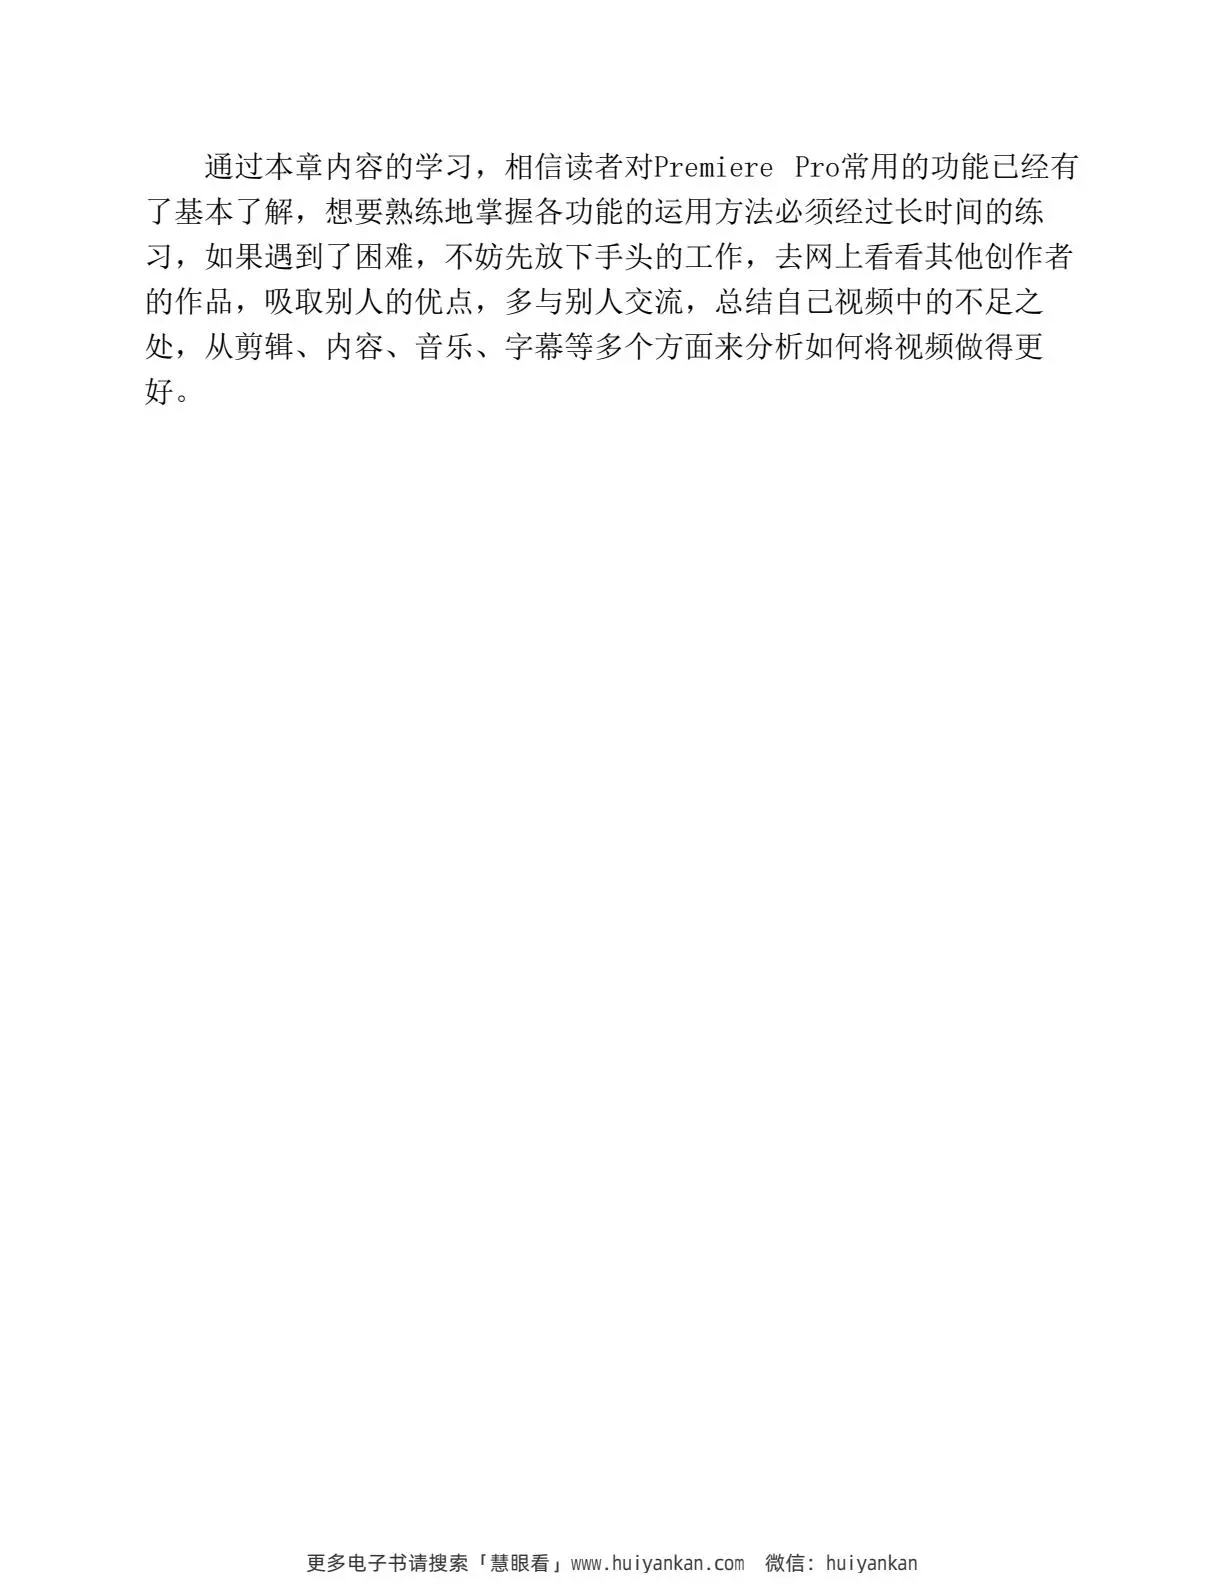 通过本章内容的学习，相信读者对Premiere Pro常用的功能已经有
了基本了解，想要熟练地掌握各功能的运用方法必须经过长时间的练
习，如果遇到了困难，不妨先放下手头的工作，去网上看看其他创作者
的作品，吸取别人的优点，多与别人交流，总结自己视频中的不足之
处，从剪辑、内容、音乐、字幕等多个方面来分析如何将视频做得更
好。
更多电子书请搜索「慧眼看」www.huiyankan.com 微信：huiyankan